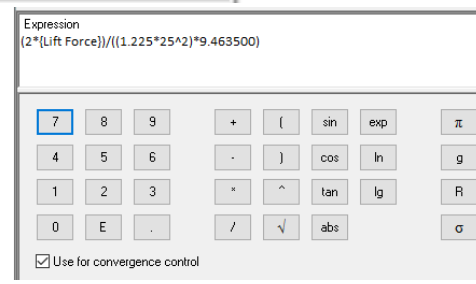 Expression
(2*{Lift Force})/((1.225*25^2)*9.463500)
7 8 9 + ( sin exp π
4 5 6 - ) cos ln g
1 2 3 * ^ tan lg R
0 E . / √ abs σ
Use for convergence control